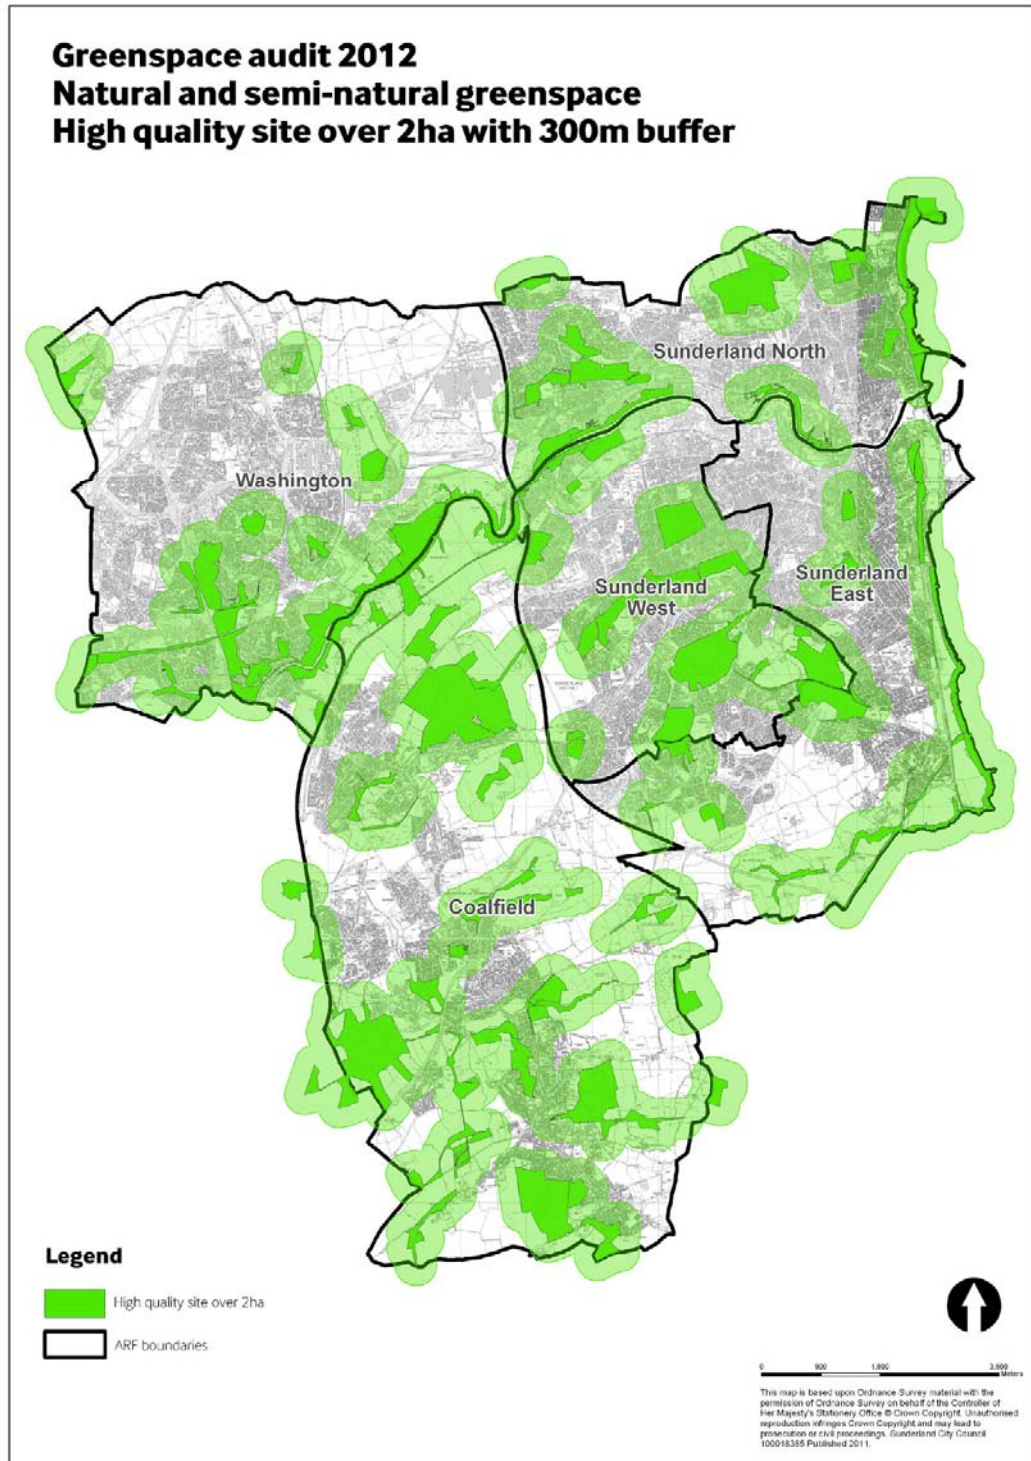 Greenspace audit 2012
Natural and semi-natural greenspace
High quality site over 2ha with 300m buffer
Sunderland North
Washington
Sunderland
West
Sunderland
East
Coalfield
Legend
High quality site over 2ha
ARF boundaries
0
900
1,800
3,600
Meters
This map is based upon Ordnance Survey material with the
permission of Ordnance Survey on behalf of the Controller of
Her Majesty's Stationery Office © Crown Copyright. Unauthorised
reproduction infringes Crown Copyright and may lead to
prosecution or civil proceedings. Sunderland City Council
100018385 Published 2011.